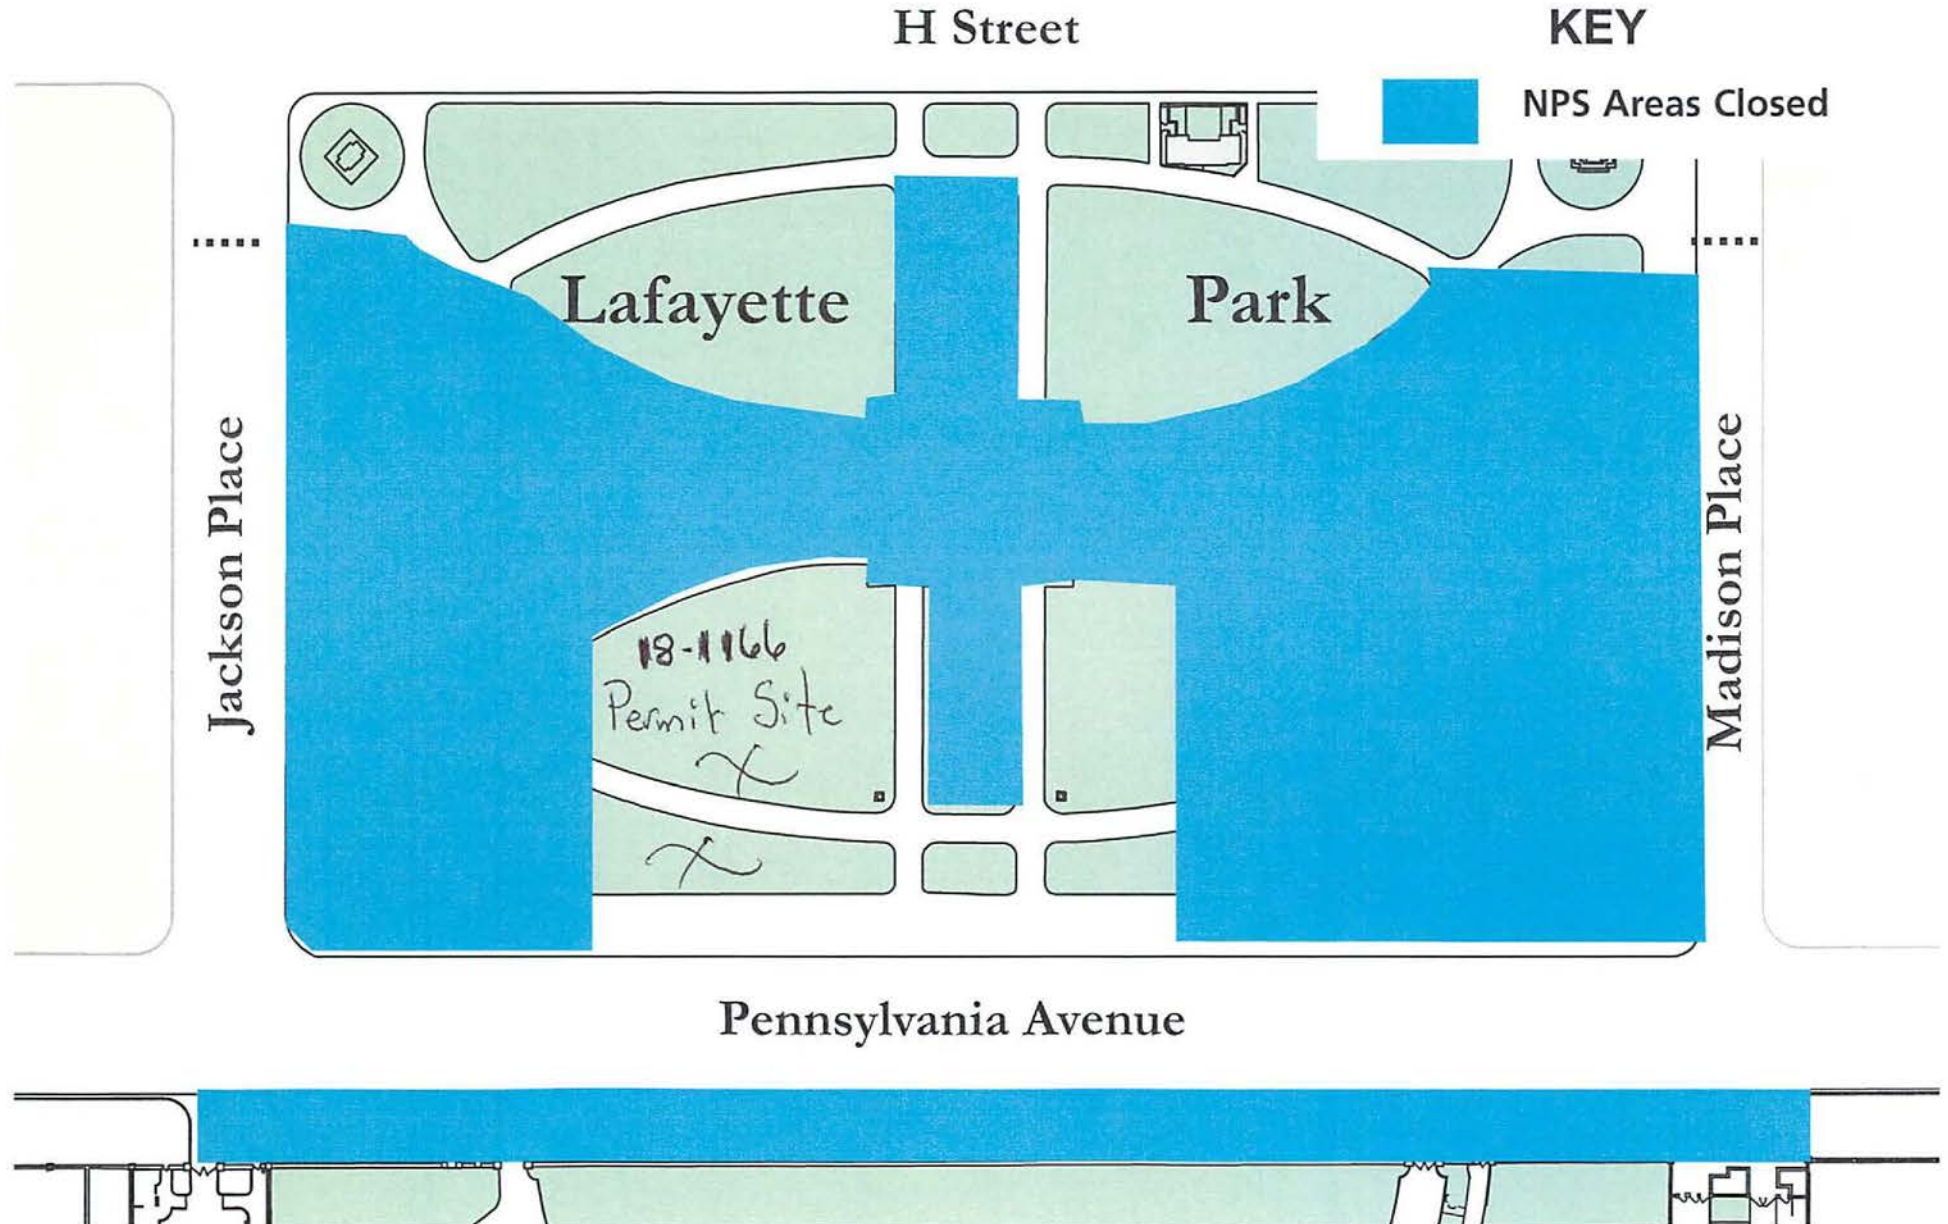 H Street
KEY
NPS Areas Closed
Lafayette Park
Jackson Place
Madison Place
18-1166
Permit Site
Pennsylvania Avenue